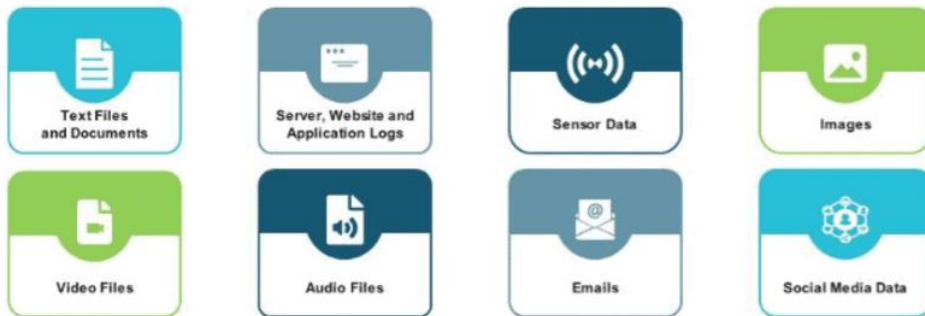 Text Files
and Documents
Server, Website and
Application Logs
Sensor Data
Images
Video Files
Audio Files
@
Emails
Social Media Data